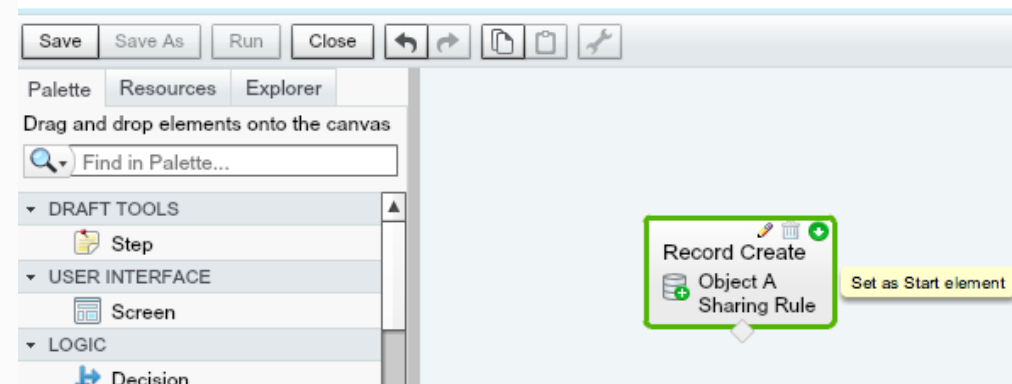 Save Save As Run Close
Palette Resources Explorer
Drag and drop elements onto the canvas
Find in Palette...
DRAFT TOOLS
Step
USER INTERFACE
Screen
LOGIC
Decision
Record Create
Object A
Sharing Rule
Set as Start element